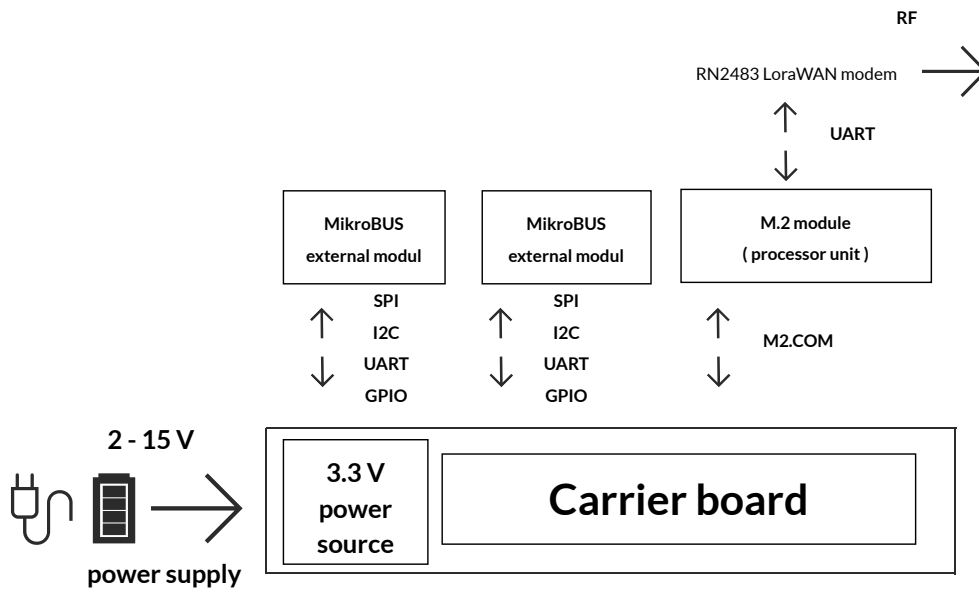 RF
RN2483 LoraWAN modem
UART
MikroBUS
external modul
MikroBUS
external modul
M.2 module
( processor unit )
SPI
I2C
UART
GPIO
SPI
I2C
UART
GPIO
M2.COM
2 - 15 V
power supply
3.3 V
power
source
Carrier board